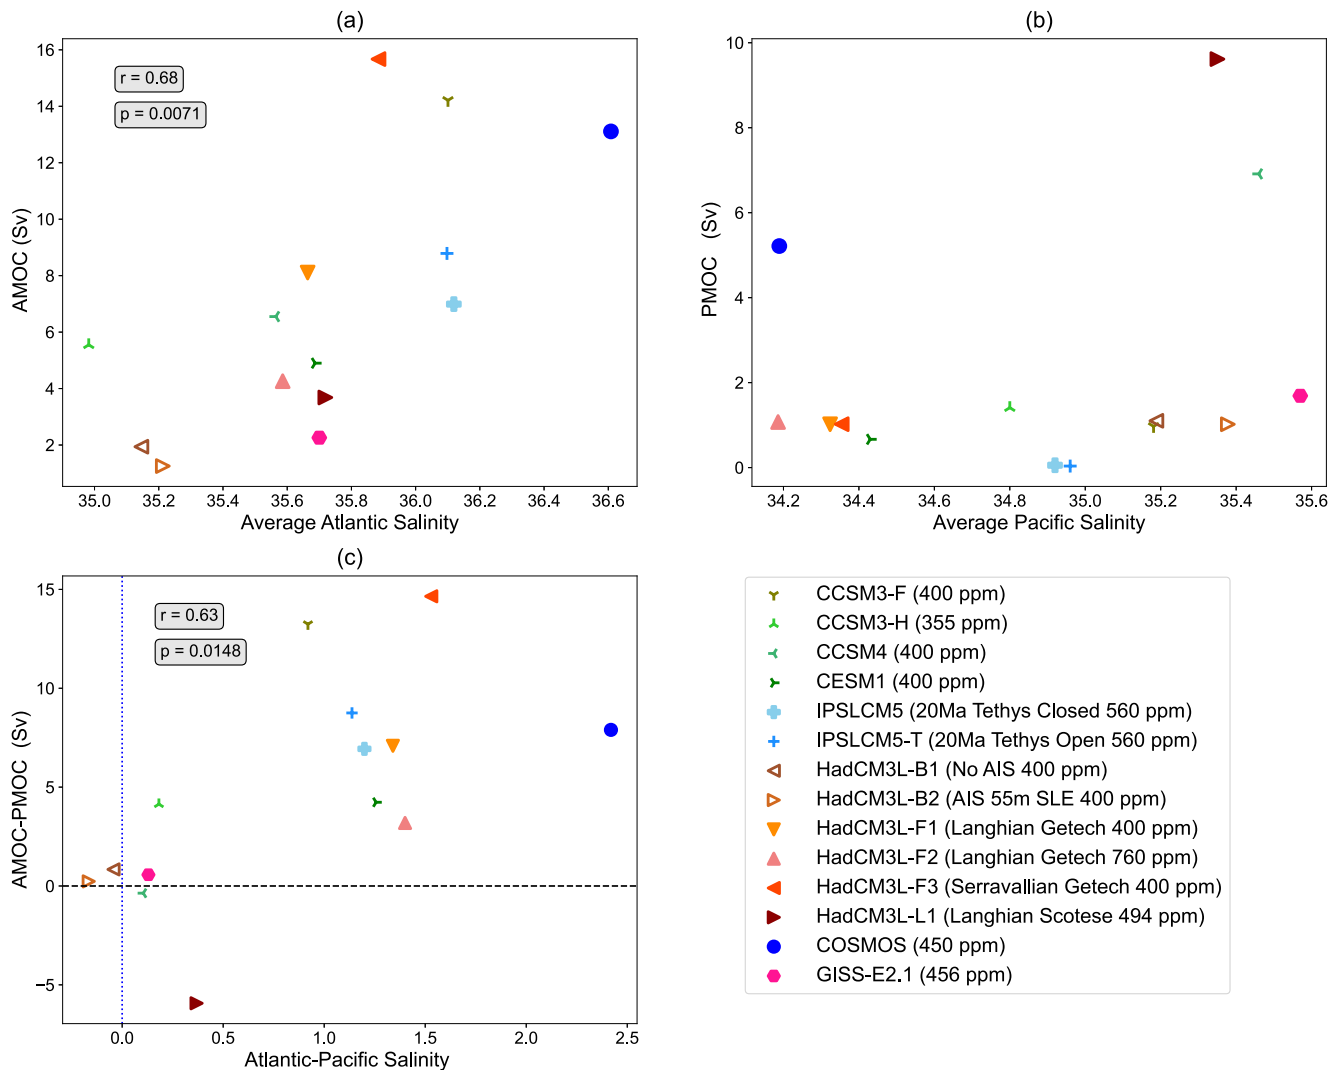 (a)
16
14
12
10
8
6
4
2
AMOC (Sv)
r = 0.68
p = 0.0071
35.0 35.2 35.4 35.6 35.8 36.0 36.2 36.4 36.6
Average Atlantic Salinity
(b)
10
8
6
4
2
0
PMOC (Sv)
34.2 34.4 34.6 34.8 35.0 35.2 35.4 35.6
Average Pacific Salinity
(c)
15
10
5
0
−5
AMOC-PMOC (Sv)
r = 0.63
p = 0.0148
0.0 0.5 1.0 1.5 2.0 2.5
Atlantic-Pacific Salinity
CCSM3-F (400 ppm)
CCSM3-H (355 ppm)
CCSM4 (400 ppm)
CESM1 (400 ppm)
IPSLCM5 (20Ma Tethys Closed 560 ppm)
IPSLCM5-T (20Ma Tethys Open 560 ppm)
HadCM3L-B1 (No AIS 400 ppm)
HadCM3L-B2 (AIS 55m SLE 400 ppm)
HadCM3L-F1 (Langhian Getech 400 ppm)
HadCM3L-F2 (Langhian Getech 760 ppm)
HadCM3L-F3 (Serravallian Getech 400 ppm)
HadCM3L-L1 (Langhian Scotese 494 ppm)
COSMOS (450 ppm)
GISS-E2.1 (456 ppm)